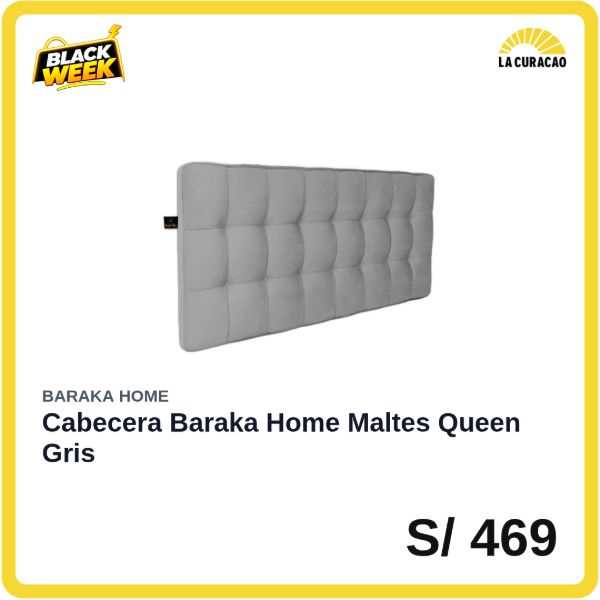 BLACK
WEEK
LA CURACAO
BARAKA HOME
Cabecera Baraka Home Maltes Queen
Gris
S/ 469